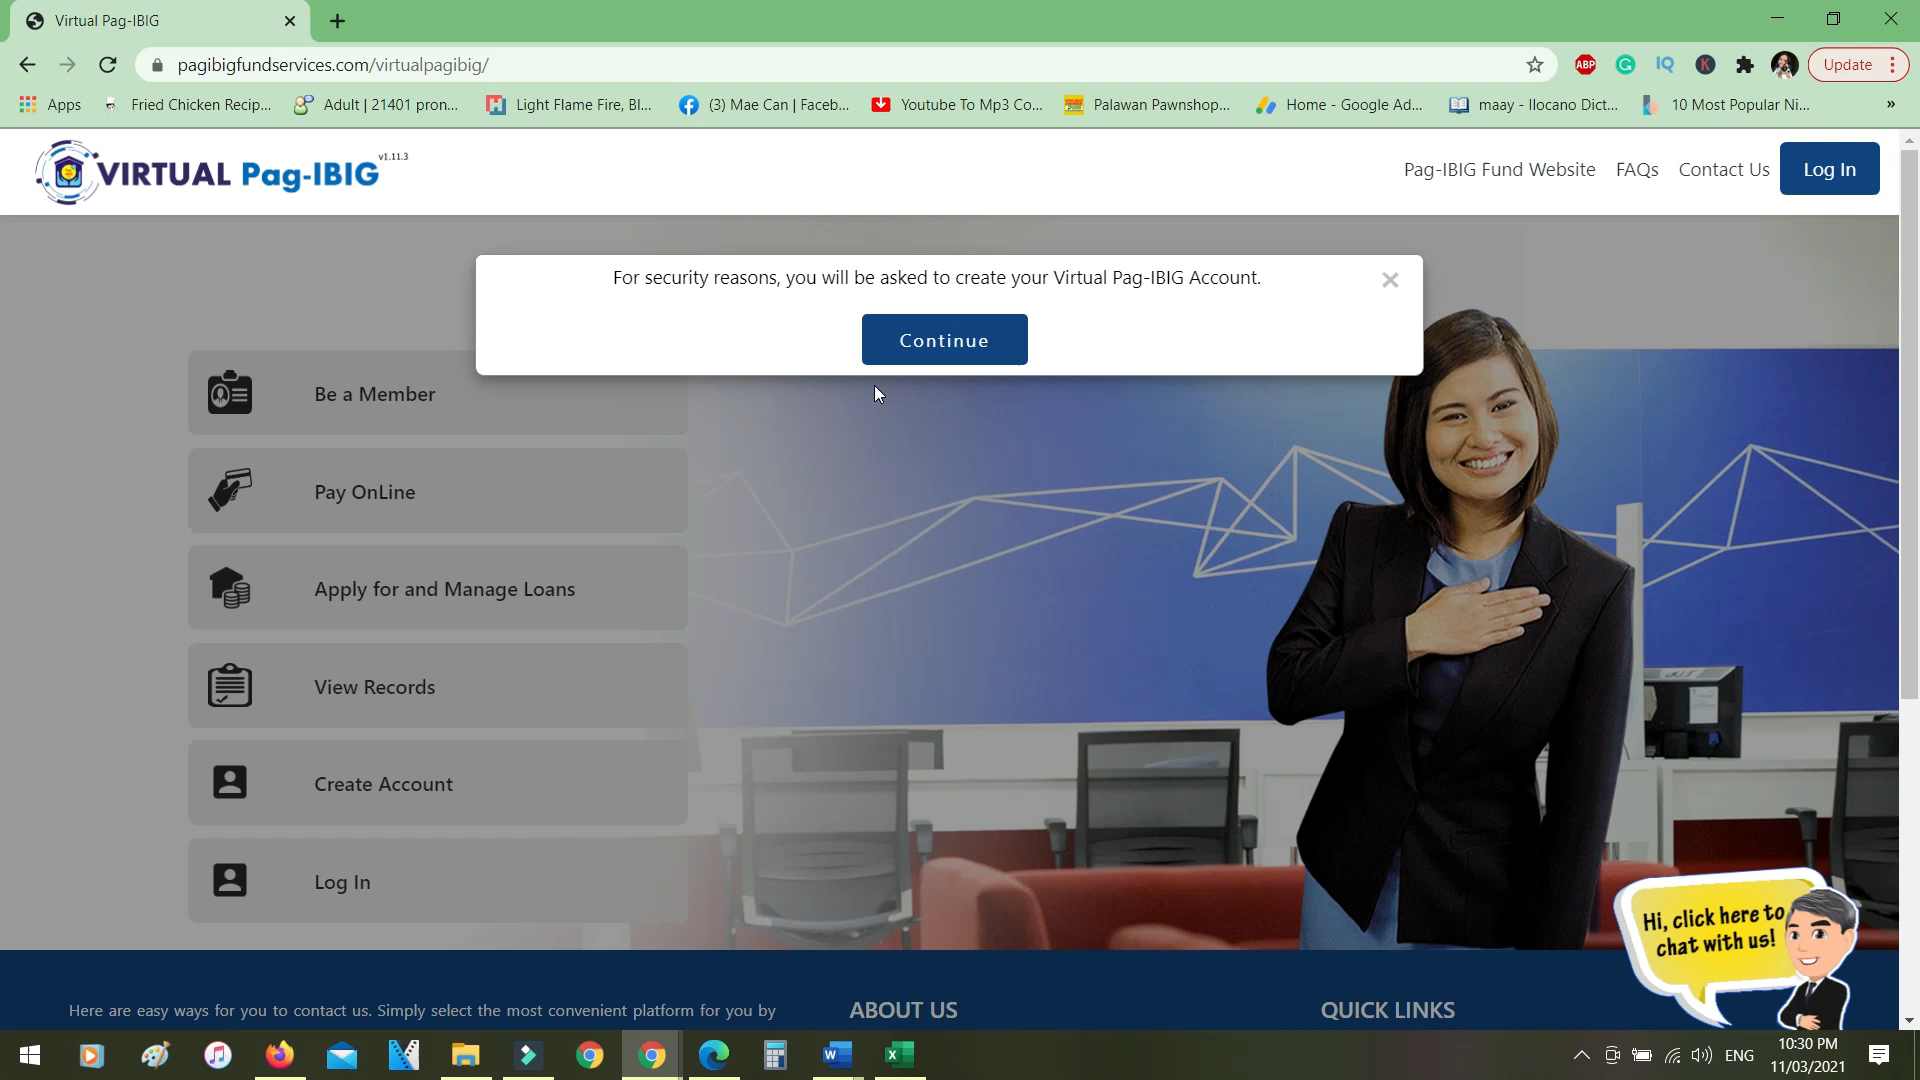 Virtual Pag-IBIG
pagibigfundservices.com/virtualpagibig/
ABP
IQ
K
Update
Apps
Fried Chicken Recip...
Adult | 21401 pron...
Light Flame Fire, Bl...
(3) Mae Can | Faceb...
Youtube To Mp3 Co...
Palawan Pawnshop...
Home - Google Ad...
maay - Ilocano Dict...
10 Most Popular Ni...
»
VIRTUAL Pag-IBIG v1.11.3
Pag-IBIG Fund Website
FAQs
Contact Us
Log In
For security reasons, you will be asked to create your Virtual Pag-IBIG Account.
Continue
Be a Member
Pay OnLine
Apply for and Manage Loans
View Records
Create Account
Log In
Hi, click here to
chat with us!
Here are easy ways for you to contact us. Simply select the most convenient platform for you by
ABOUT US
QUICK LINKS
ENG
10:30 PM
11/03/2021